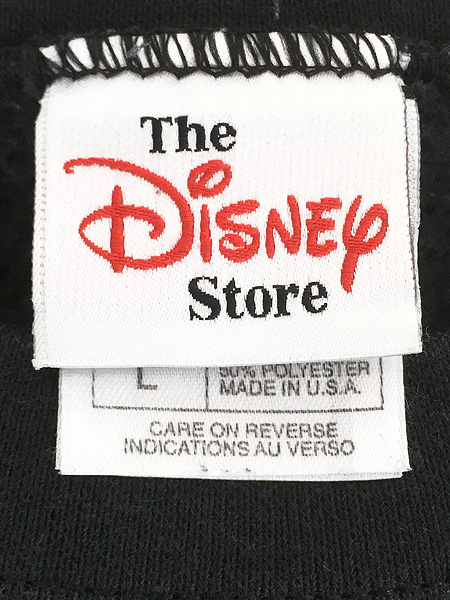 The
Disney
Store
L
50% POLYESTER
MADE IN U.S.A.
CARE ON REVERSE
INDICATIONS AU VERSO